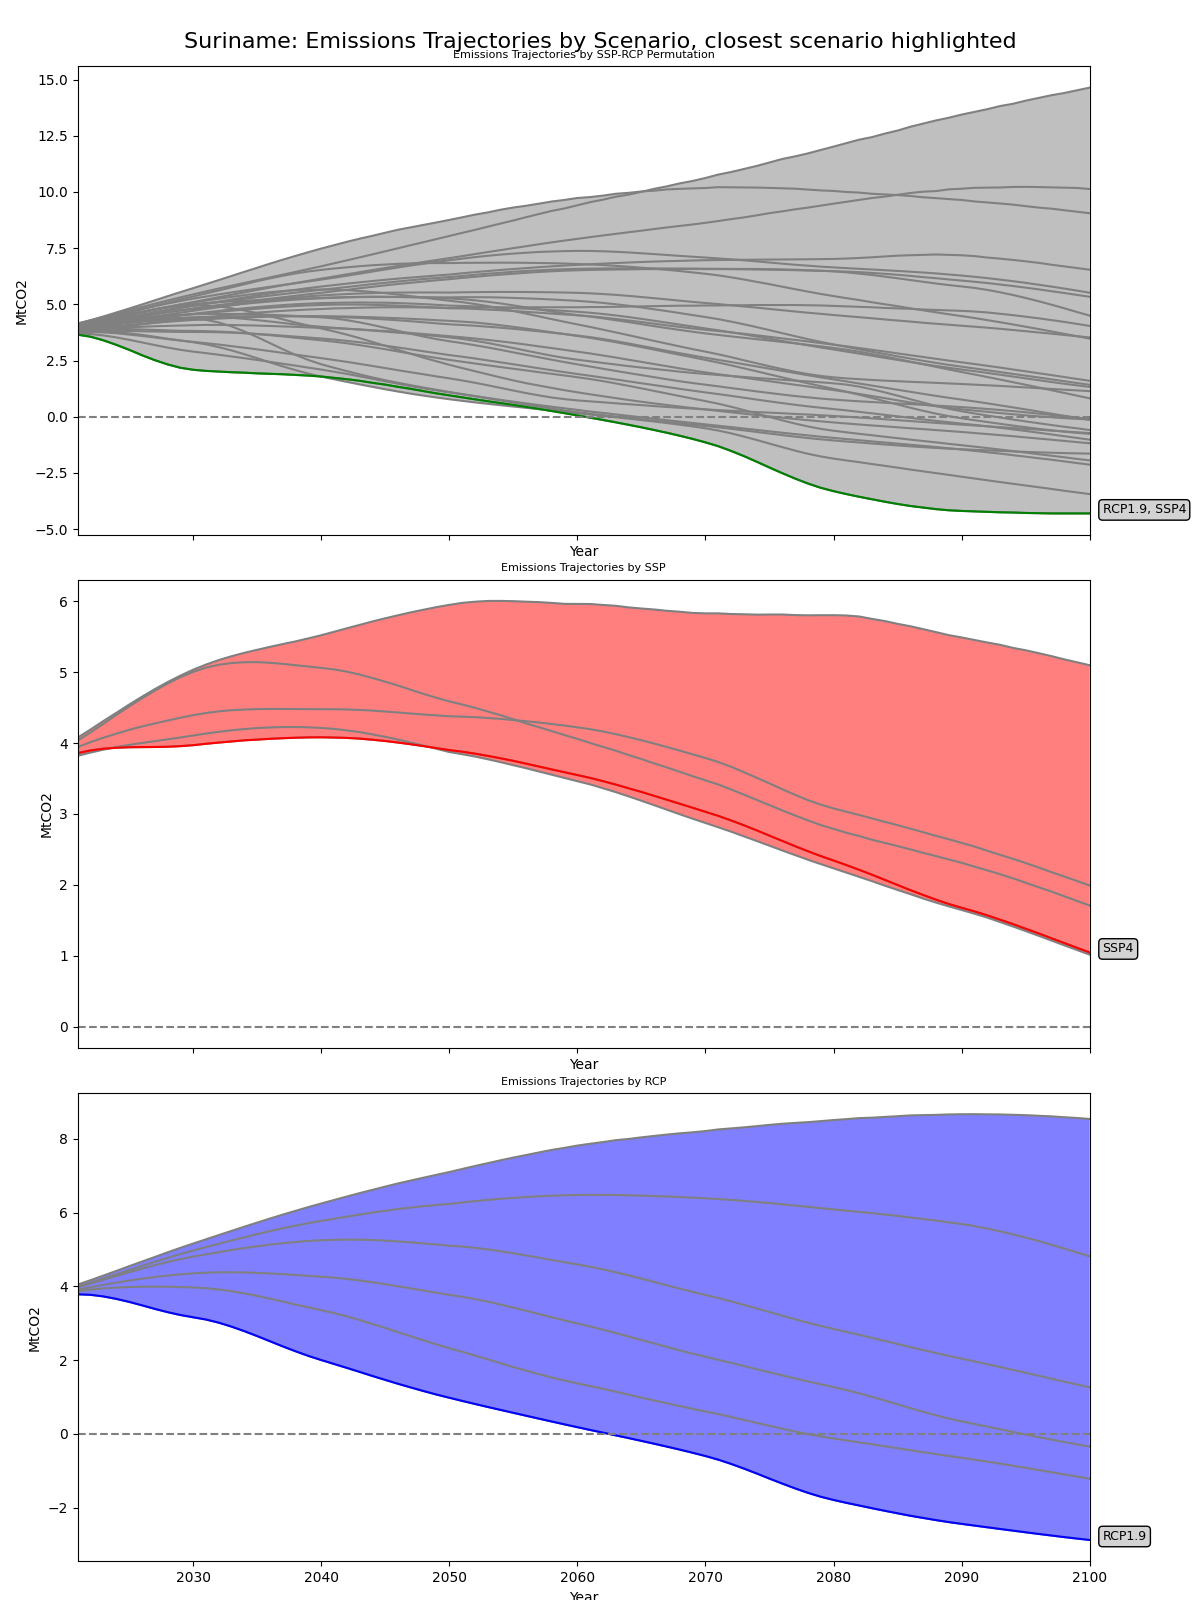 Suriname: Emissions Trajectories by Scenario, closest scenario highlighted
Emissions Trajectories by SSP-RCP Permutation
15.0
12.5
10.0
7.5
5.0
2.5
0.0
−2.5
−5.0
MtCO2
RCP1.9, SSP4
Year
Emissions Trajectories by SSP
6
5
4
3
2
1
0
MtCO2
SSP4
Year
Emissions Trajectories by RCP
8
6
4
2
0
−2
MtCO2
RCP1.9
2030 2040 2050 2060 2070 2080 2090 2100
Year